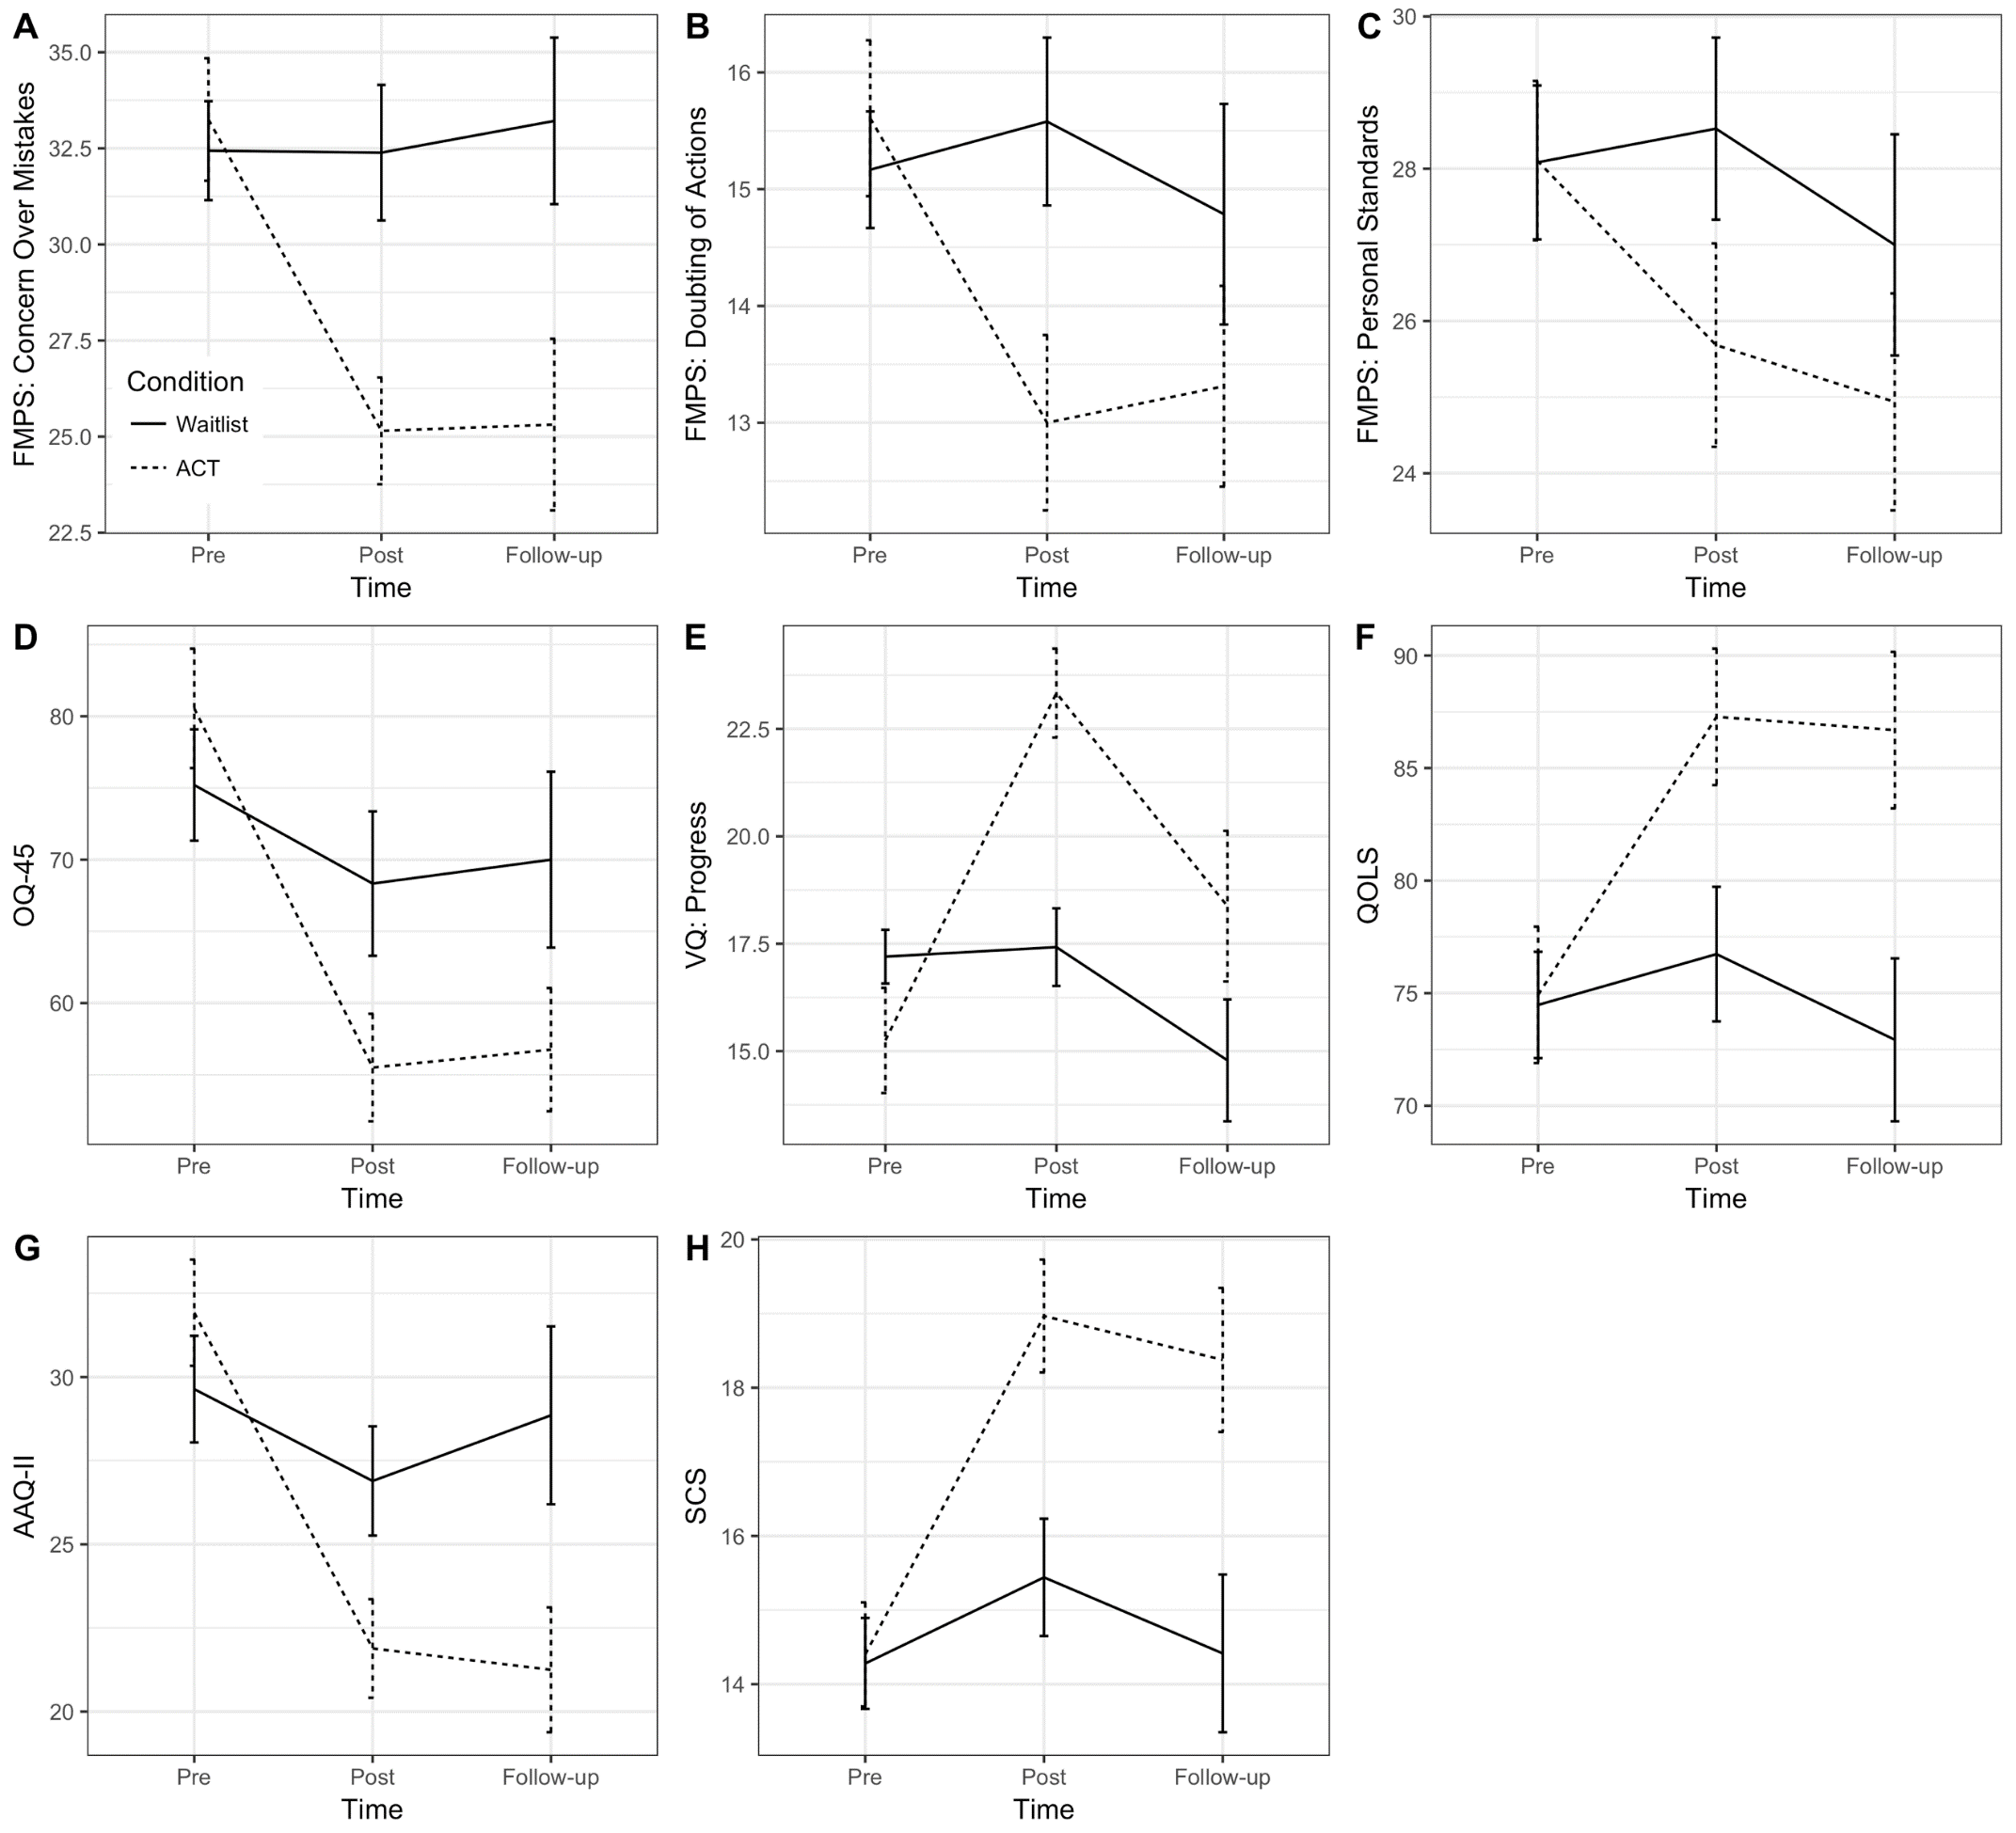 A
FMPS: Concern Over Mistakes
35.0
32.5
30.0
27.5
25.0
22.5
Condition
Waitlist
ACT
Pre Post Follow-up
Time
B
FMPS: Doubting of Actions
16
15
14
13
Pre Post Follow-up
Time
C
FMPS: Personal Standards
30
28
26
24
Pre Post Follow-up
Time
D
OQ-45
80
70
60
Pre Post Follow-up
Time
E
VQ: Progress
22.5
20.0
17.5
15.0
Pre Post Follow-up
Time
F
QOLS
90
85
80
75
70
Pre Post Follow-up
Time
G
AAQ-II
30
25
20
Pre Post Follow-up
Time
H
SCS
20
18
16
14
Pre Post Follow-up
Time